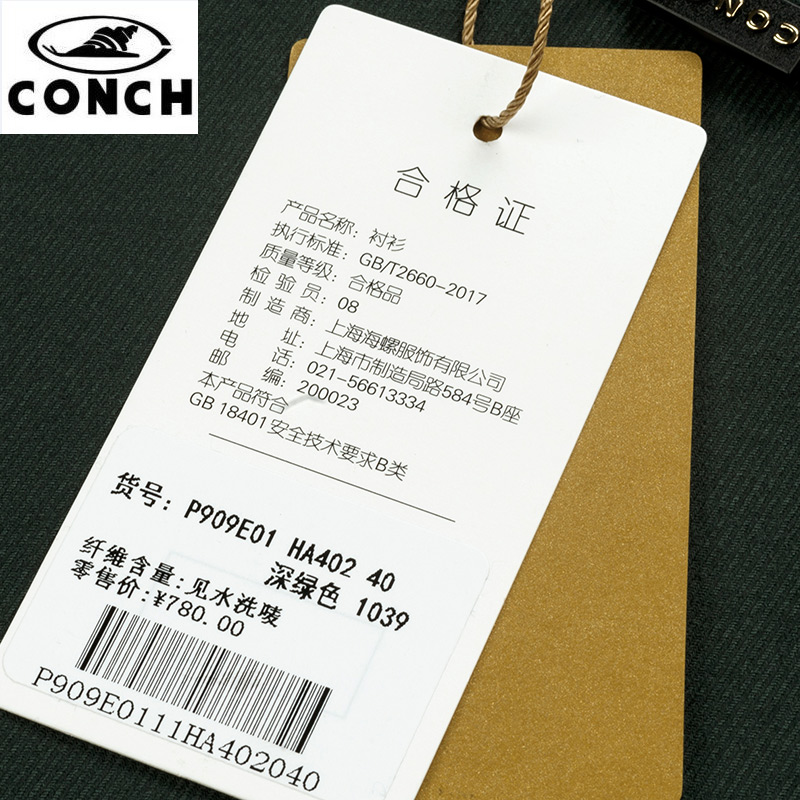 CONCH
CON
合格证
产品名称：衬衫
执行标准：GB/T2660-2017
质量等级：合格品
检验员：08
制造商：上海海螺服饰有限公司
地址：上海市制造局路584号B座
电话：021-56613334
邮编：200023
本产品符合
GB 18401安全技术要求B类
货号：P909E01 HA402 40
深绿色 1039
纤维含量：见水洗唛
零售价：¥780.00
P909E0111HA402040